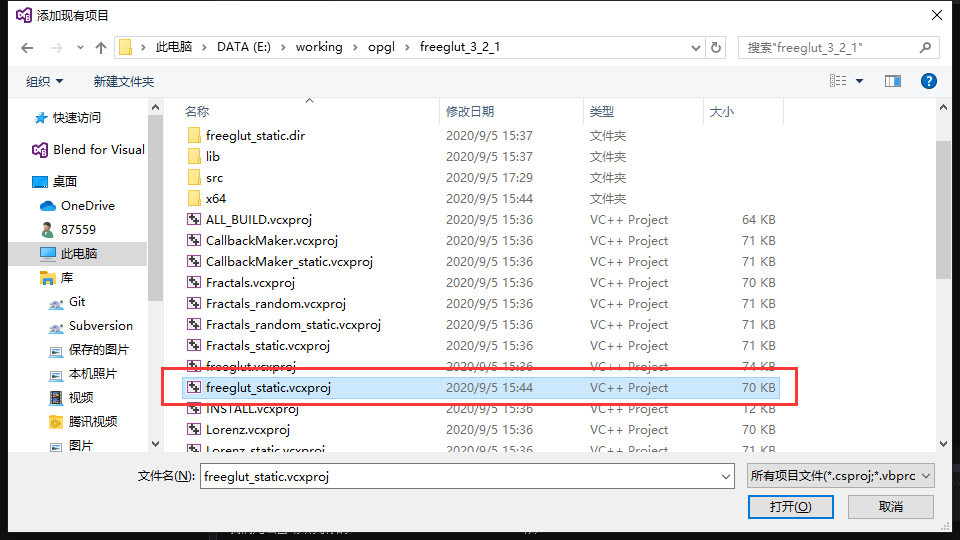 添加现有项目
此电脑 > DATA (E:) > working > opgl > freeglut_3_2_1
搜索"freeglut_3_2_1"
组织 新建文件夹
快速访问
Blend for Visual
桌面
OneDrive
87559
此电脑
库
Git
Subversion
保存的图片
本机照片
视频
腾讯视频
图片
名称 修改日期 类型 大小
freeglut_static.dir 2020/9/5 15:37 文件夹
lib 2020/9/5 15:37 文件夹
src 2020/9/5 17:29 文件夹
x64 2020/9/5 15:44 文件夹
ALL_BUILD.vcxproj 2020/9/5 15:36 VC++ Project 64 KB
CallbackMaker.vcxproj 2020/9/5 15:36 VC++ Project 71 KB
CallbackMaker_static.vcxproj 2020/9/5 15:36 VC++ Project 71 KB
Fractals.vcxproj 2020/9/5 15:36 VC++ Project 70 KB
Fractals_random.vcxproj 2020/9/5 15:36 VC++ Project 71 KB
Fractals_random_static.vcxproj 2020/9/5 15:36 VC++ Project 71 KB
Fractals_static.vcxproj 2020/9/5 15:36 VC++ Project 71 KB
freeglut.vcxproj 2020/9/5 15:36 VC++ Project 74 KB
freeglut_static.vcxproj 2020/9/5 15:44 VC++ Project 70 KB
INSTALL.vcxproj 2020/9/5 15:36 VC++ Project 12 KB
Lorenz.vcxproj 2020/9/5 15:36 VC++ Project 70 KB
Lorenz_static.vcxproj 2020/9/5 15:36 VC++ Project 71 KB
文件名(N): freeglut_static.vcxproj 所有项目文件(*.csproj;*.vbprc
打开(O) 取消